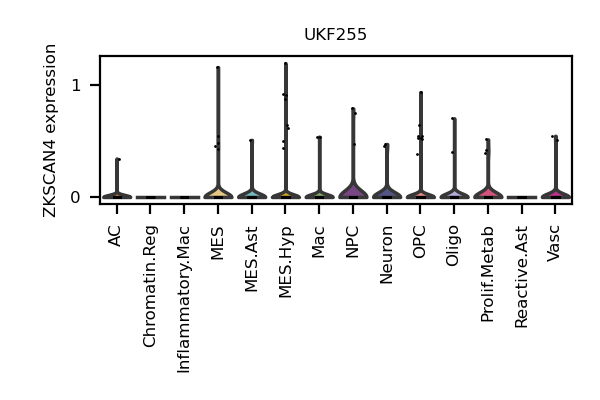 UKF255
ZKSCAN4 expression
1
0
AC
Chromatin.Reg
Inflammatory.Mac
MES
MES.Ast
MES.Hyp
Mac
NPC
Neuron
OPC
Oligo
Prolif.Metab
Reactive.Ast
Vasc